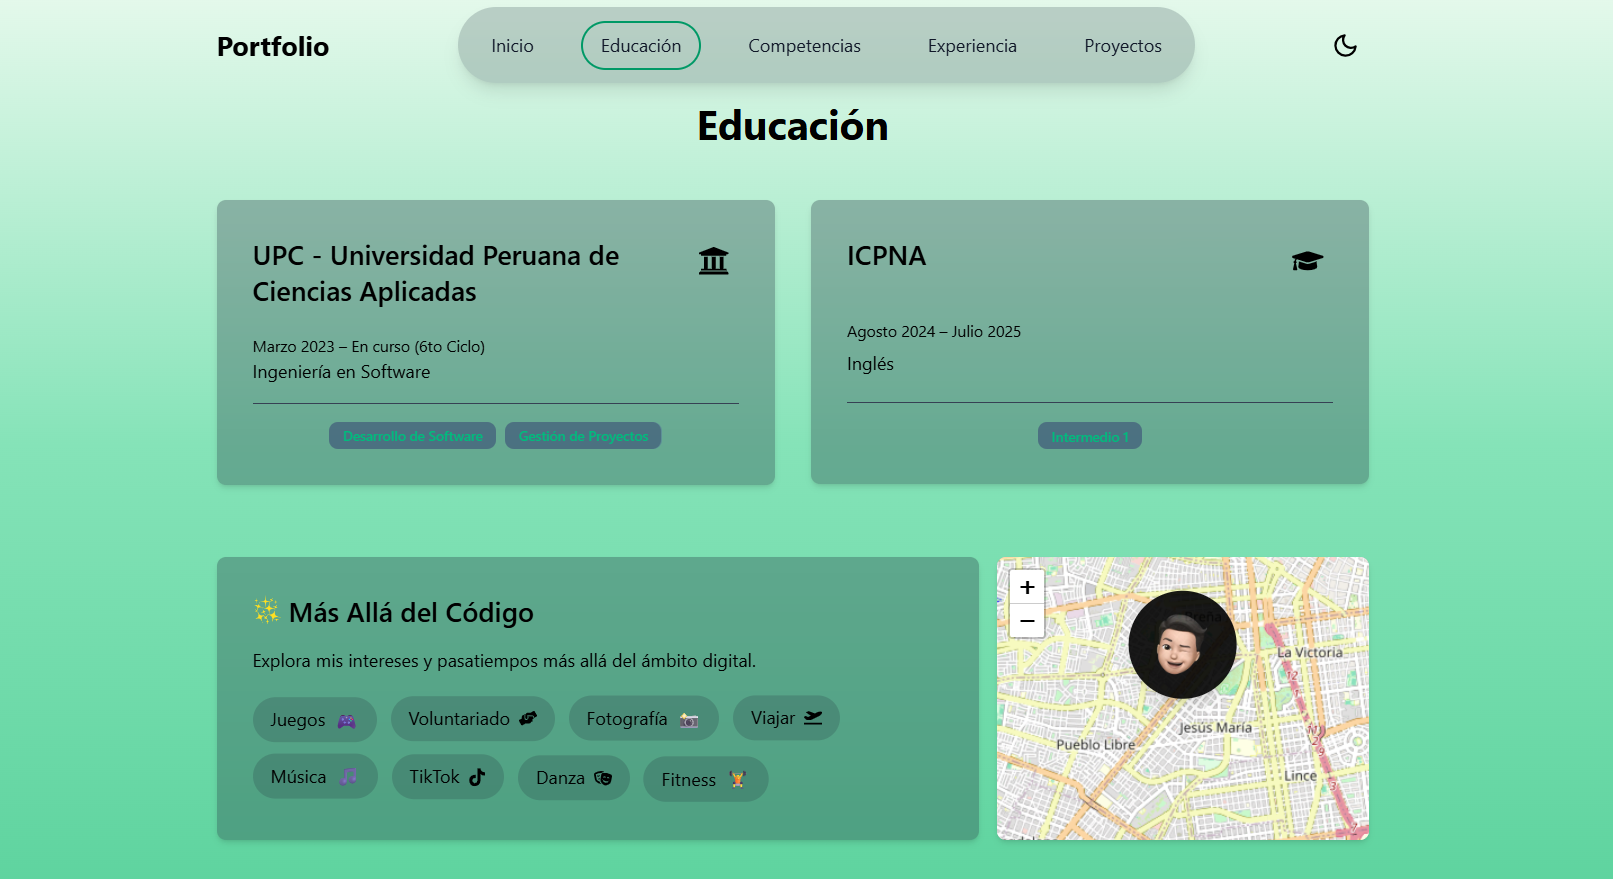 Portfolio
Inicio
Educación
Competencias
Experiencia
Proyectos
Educación
UPC - Universidad Peruana de
Ciencias Aplicadas
Marzo 2023 – En curso (6to Ciclo)
Ingeniería en Software
Desarrollo de Software
Gestión de Proyectos
ICPNA
Agosto 2024 – Julio 2025
Inglés
Intermedio 1
✨ Más Allá del Código
Explora mis intereses y pasatiempos más allá del ámbito digital.
Juegos 🎮
Voluntariado
Fotografía 📸
Viajar
Música 🎵
TikTok
Danza
Fitness 🏋
+
−
Breña
La Victoria
12
Jesús María
Pueblo Libre
Lince